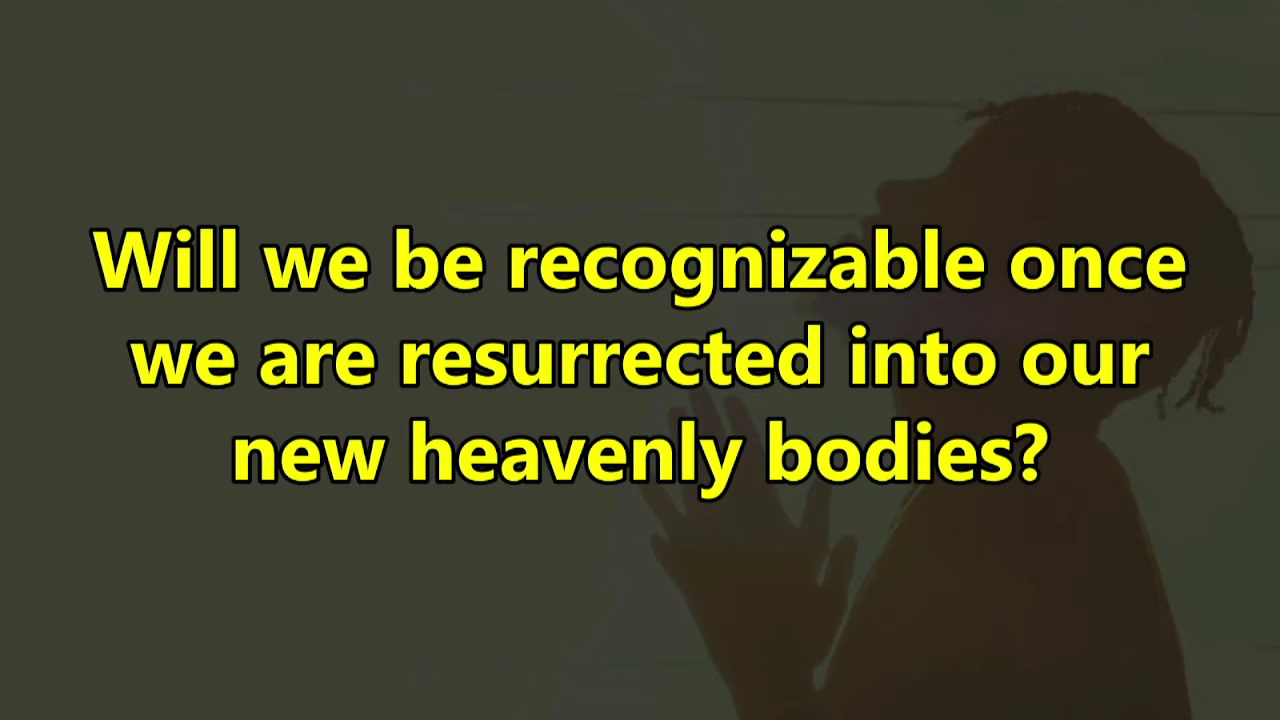 Will we be recognizable once
we are resurrected into our
new heavenly bodies?